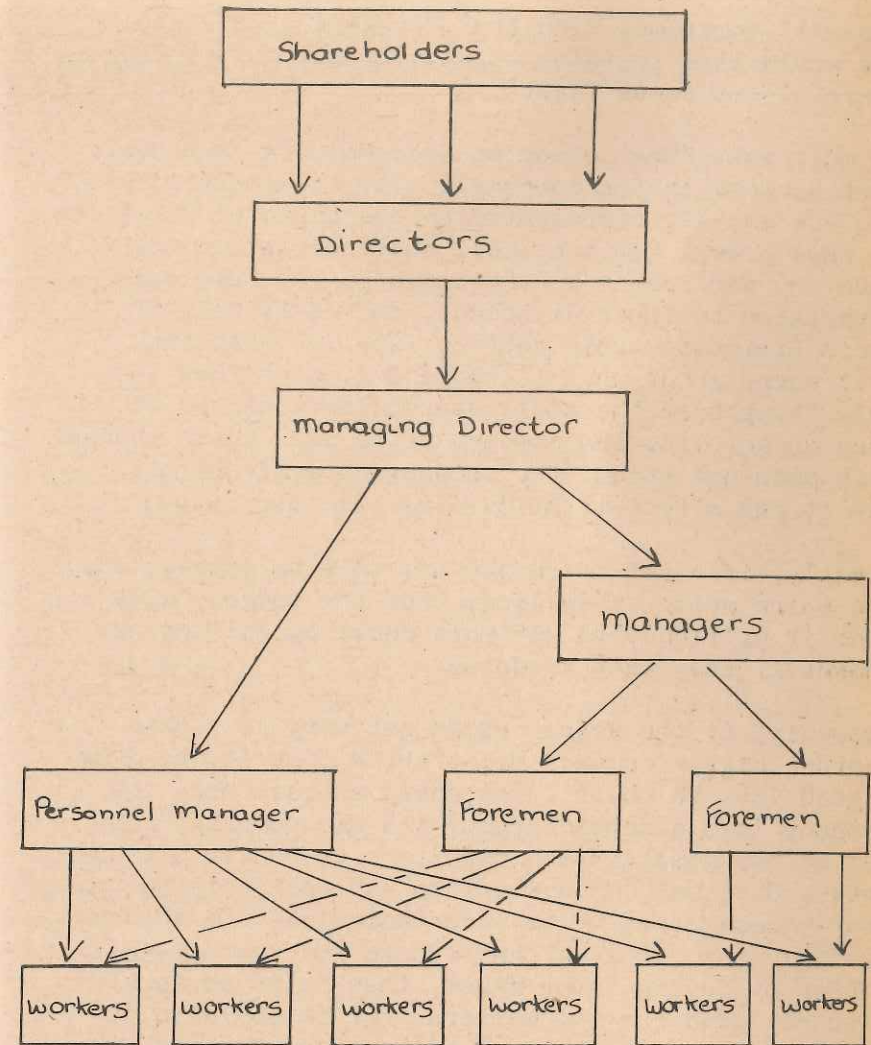 Shareholders
Directors
managing Director
managers
Personnel manager
Foremen
Foremen
workers
workers
workers
workers
workers
workers